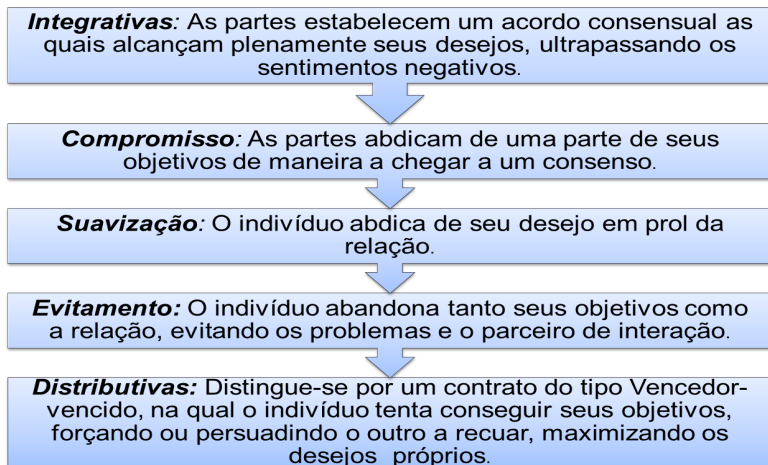 Integrativas: As partes estabelecem um acordo consensual as
quais alcançam plenamente seus desejos, ultrapassando os
sentimentos negativos.
Compromisso: As partes abdicam de uma parte de seus
objetivos de maneira a chegar a um consenso.
Suavização: O indivíduo abdica de seu desejo em prol da
relação.
Evitamento: O indivíduo abandona tanto seus objetivos como
a relação, evitando os problemas e o parceiro de interação.
Distributivas: Distingue-se por um contrato do tipo Vencedor-
vencido, na qual o indivíduo tenta conseguir seus objetivos,
forçando ou persuadindo o outro a recuar, maximizando os
desejos próprios.